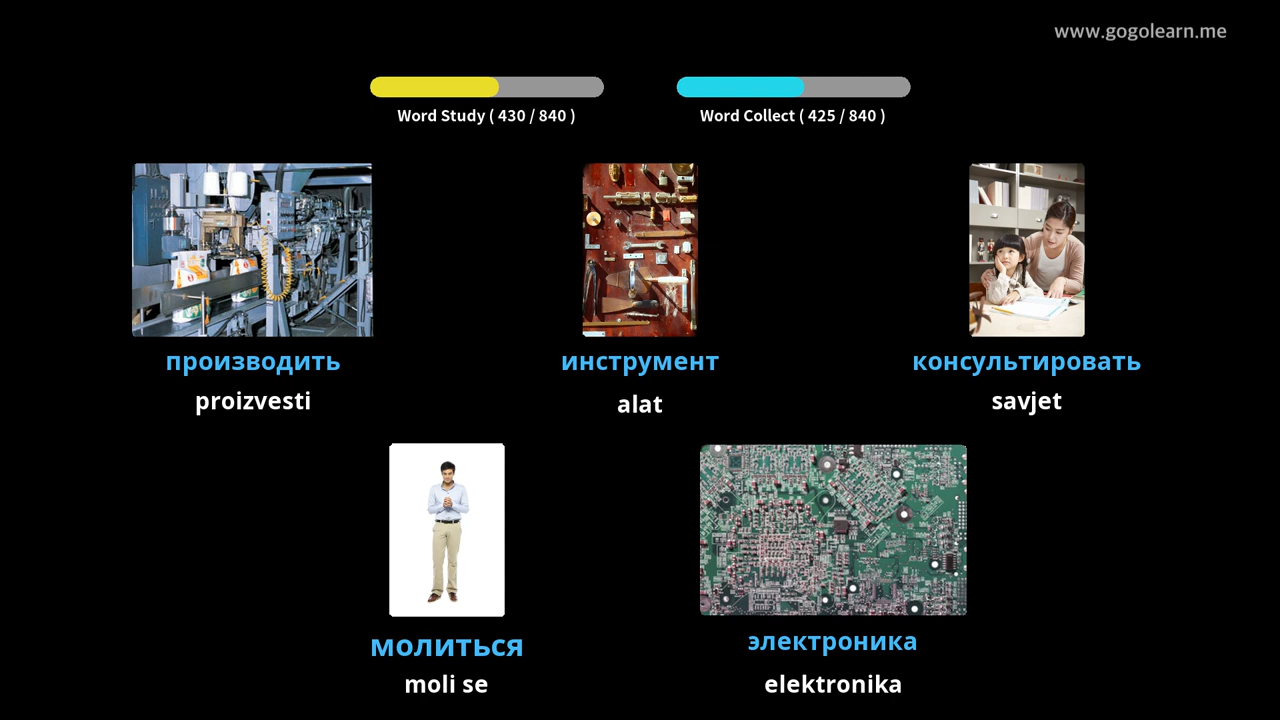 www.gogolearn.me
Word Study ( 430 / 840 )
Word Collect ( 425 / 840 )
производить
proizvesti
инструмент
alat
консультировать
savjet
молиться
moli se
электроника
elektronika